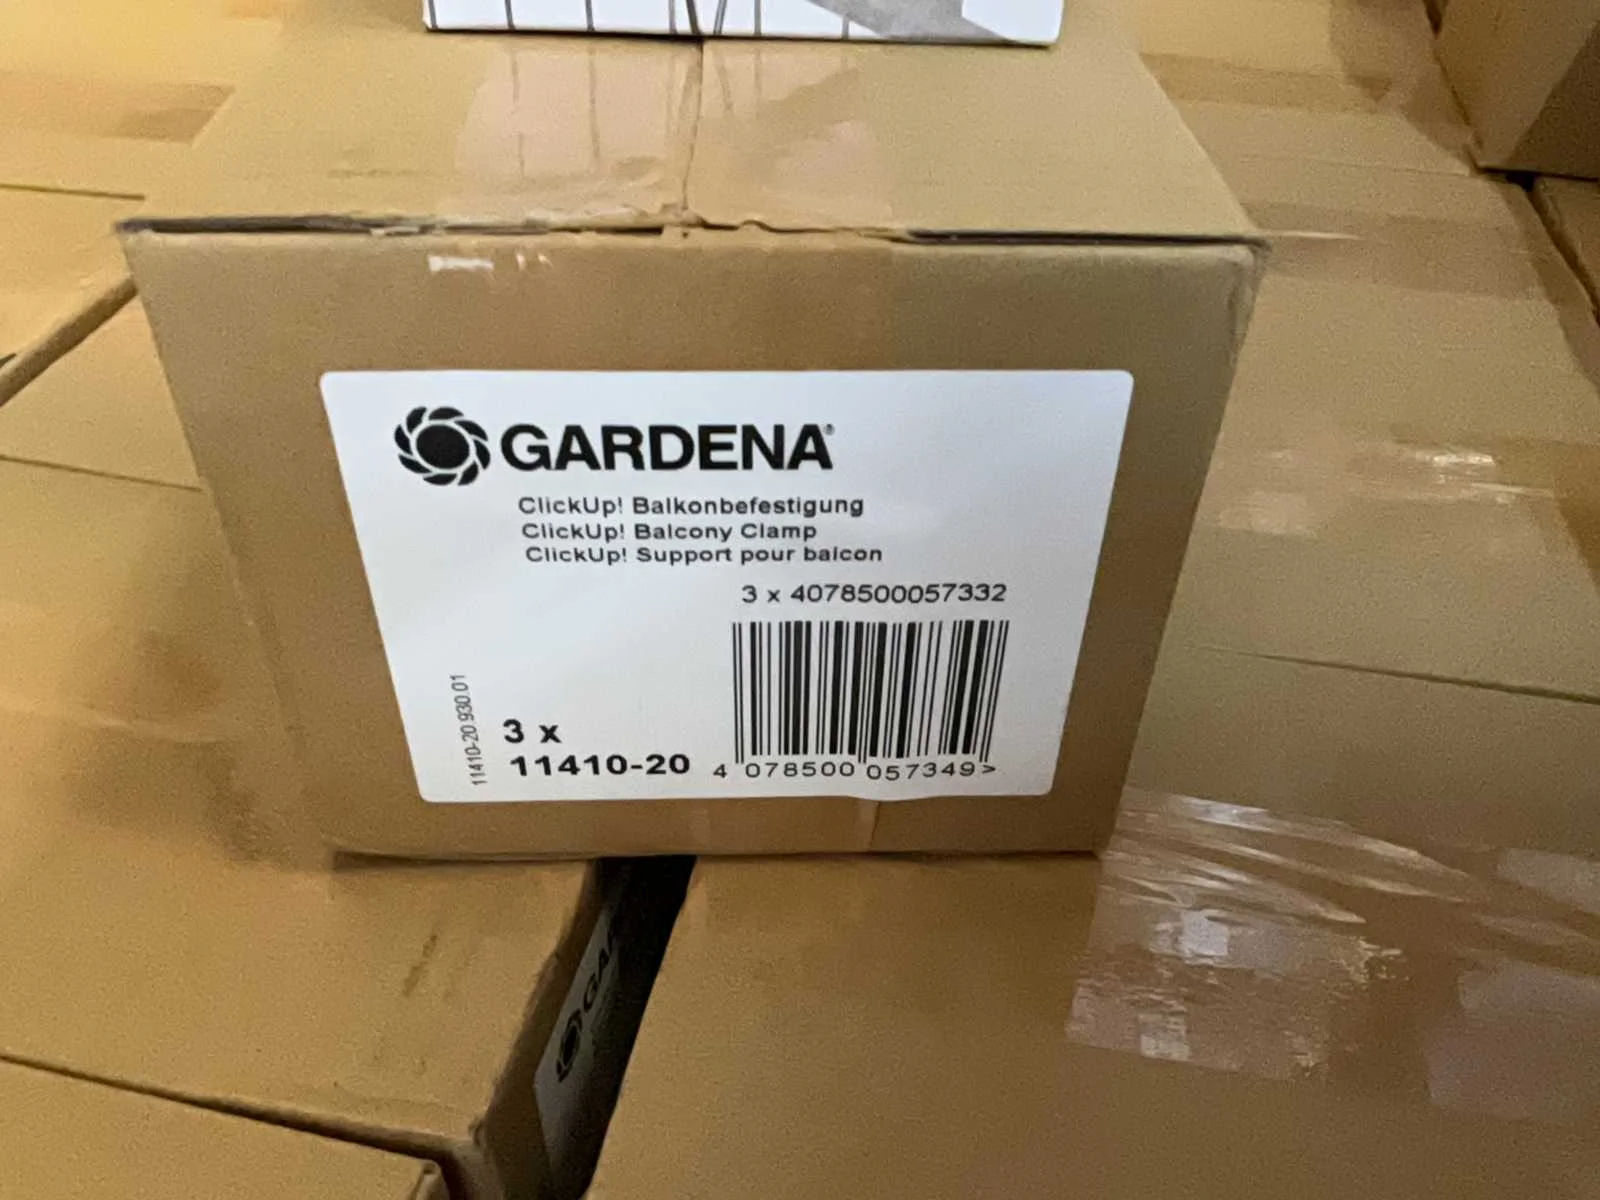 GARDENA®
ClickUp! Balkonbefestigung
ClickUp! Balcony Clamp
ClickUp! Support pour balcon
3 x 4078500057332
11410-20 930.01
3 x
11410-20
4 078500 057349>
GA